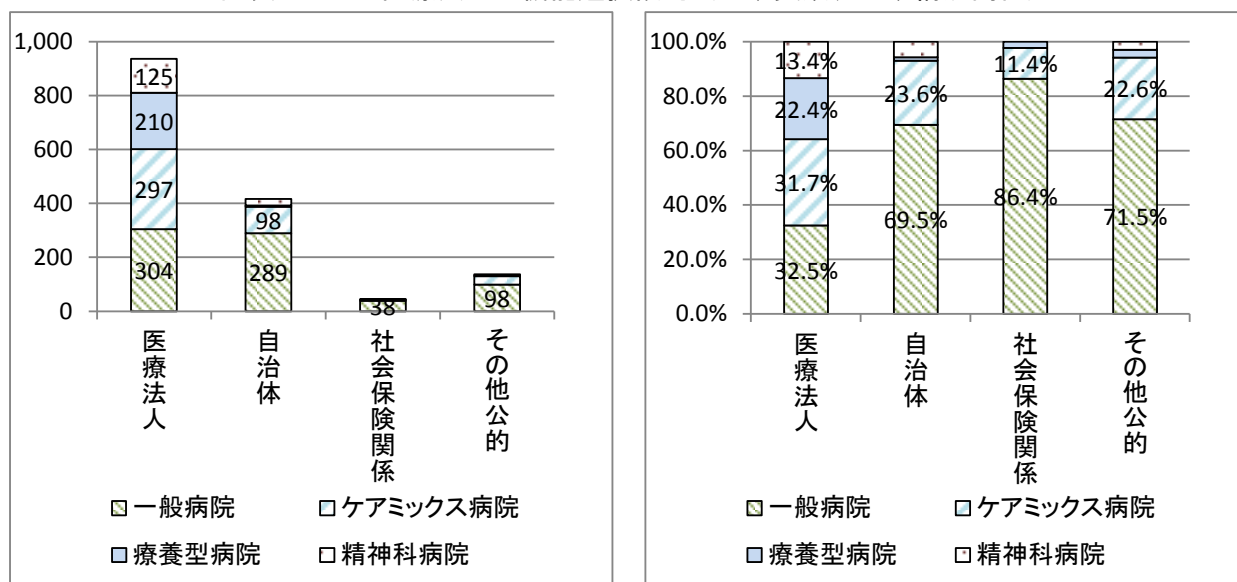 1,000
800
600
400
200
0
125
210
297
304
98
289
38
98
医療法人
自治体
社会保険関係
その他公的
一般病院
ケアミックス病院
療養型病院
精神科病院
100.0%
80.0%
60.0%
40.0%
20.0%
0.0%
13.4%
22.4%
31.7%
32.5%
23.6%
69.5%
11.4%
86.4%
22.6%
71.5%
医療法人
自治体
社会保険関係
その他公的
一般病院
ケアミックス病院
療養型病院
精神科病院